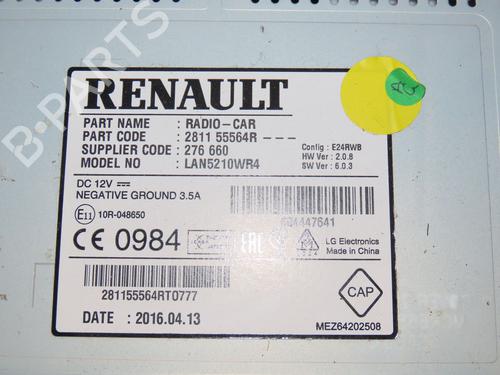 RENAULT
PART NAME : RADIO-CAR
PART CODE : 2811 55564R - - -
SUPPLIER CODE : 276 660
MODEL NO : LAN5210WR4
Config : E24RWB
HW Ver : 2.0.8
SW Ver : 6.0.3
DC 12V
NEGATIVE GROUND 3.5A
E11 10R-048650
CE 0984
EAC
LG Electronics
Made in China
281155564RT0777
DATE : 2016.04.13
CAP
MEZ64202508
B-PARTS